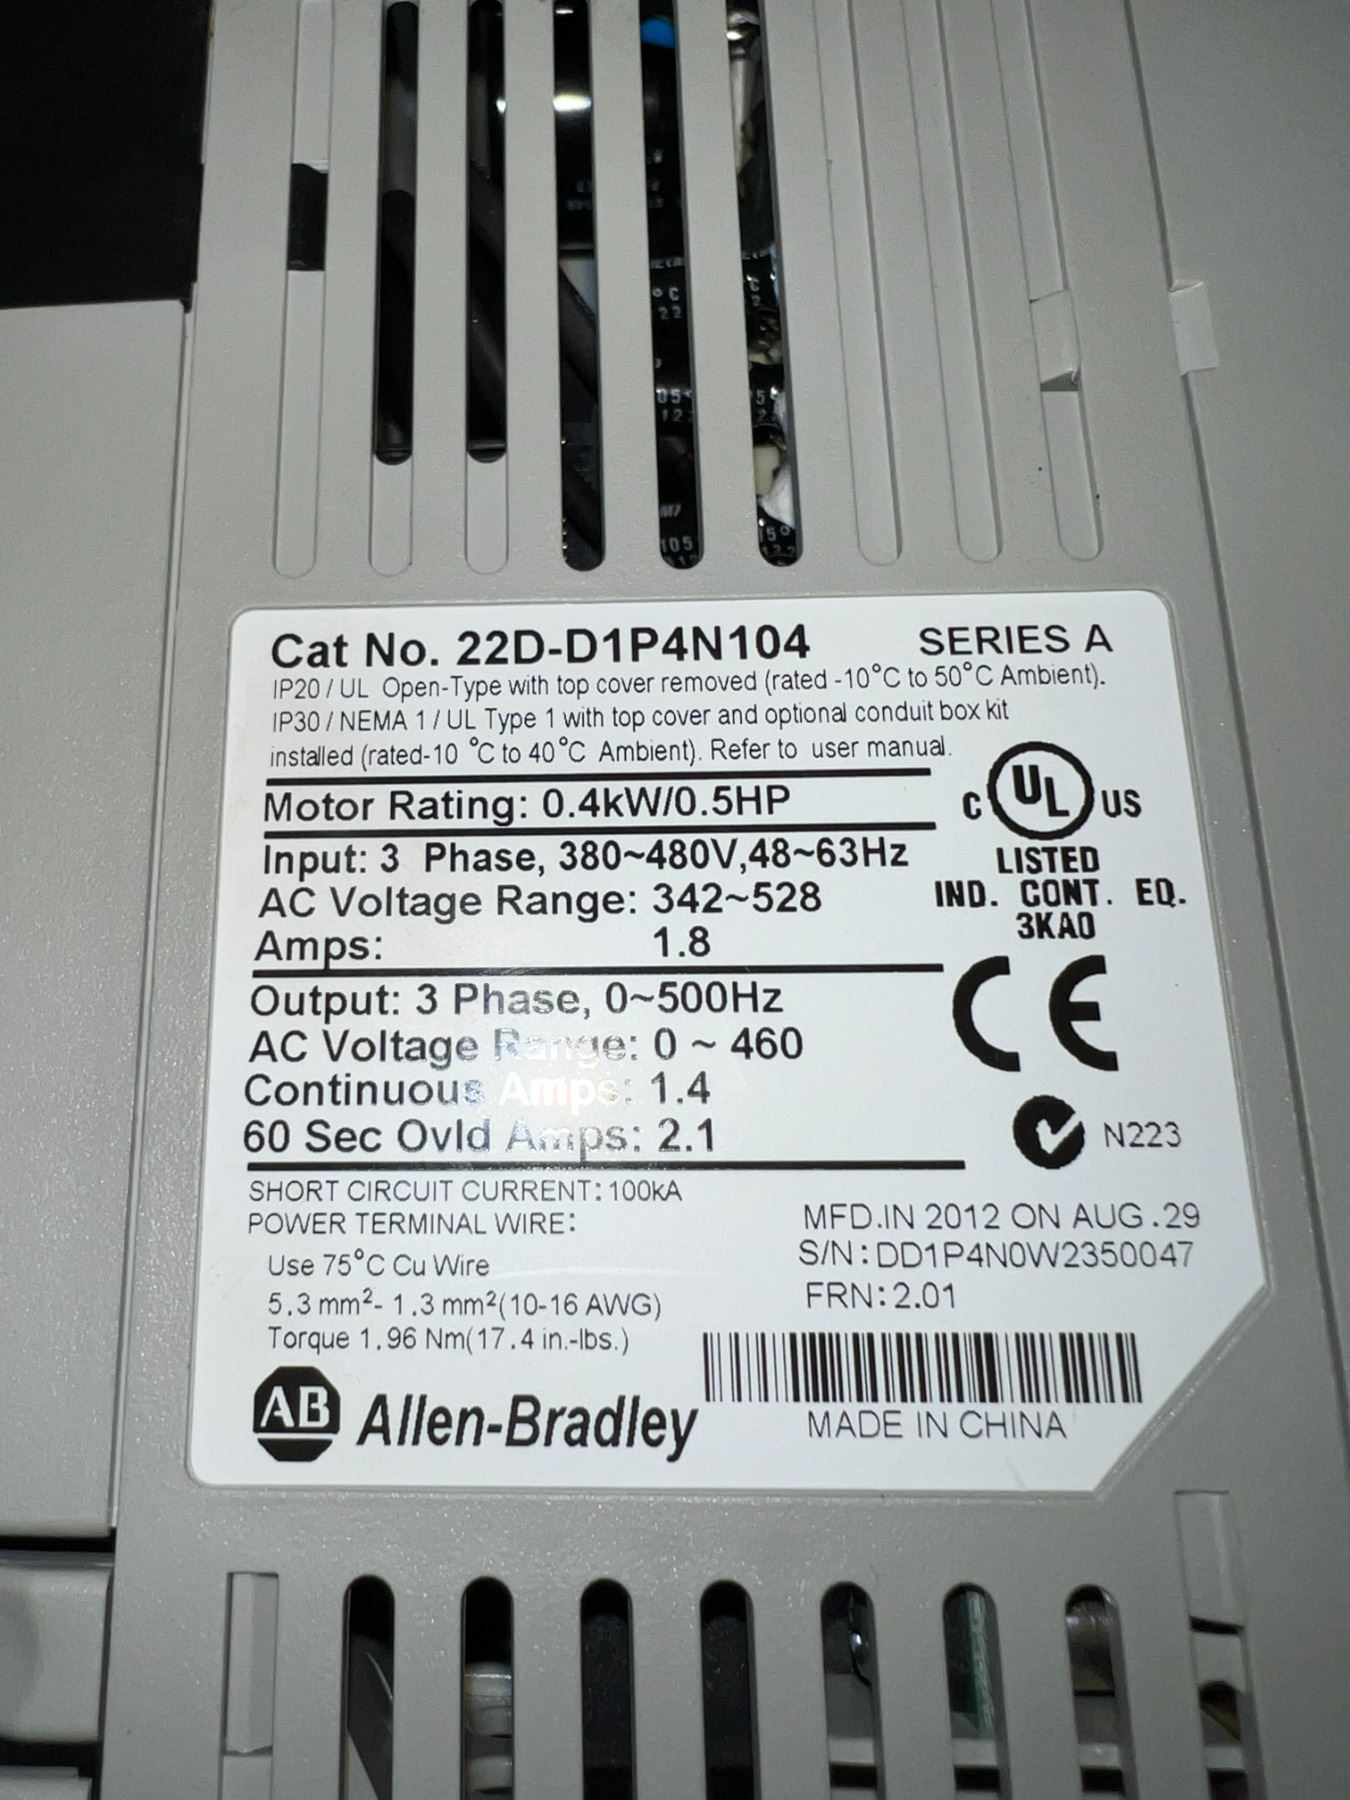 Cat No. 22D-D1P4N104 SERIES A
IP20 / UL Open-Type with top cover removed (rated -10°C to 50°C Ambient).
IP30 / NEMA 1 / UL Type 1 with top cover and optional conduit box kit
installed (rated-10 °C to 40°C Ambient). Refer to user manual.
Motor Rating: 0.4kW/0.5HP
Input: 3 Phase, 380~480V,48~63Hz
AC Voltage Range: 342~528
Amps: 1.8
C UL US
LISTED
IND. CONT. EQ.
3KA0
CE
Output: 3 Phase, 0~500Hz
AC Voltage Range: 0 ~ 460
Continuous Amps: 1.4
60 Sec Ovld Amps: 2.1
N223
SHORT CIRCUIT CURRENT: 100kA
POWER TERMINAL WIRE:
Use 75°C Cu Wire
5.3 mm²- 1.3 mm²(10-16 AWG)
Torque 1.96 Nm(17.4 in.-lbs.)
MFD.IN 2012 ON AUG.29
S/N: DD1P4N0W2350047
FRN: 2.01
AB Allen-Bradley
MADE IN CHINA